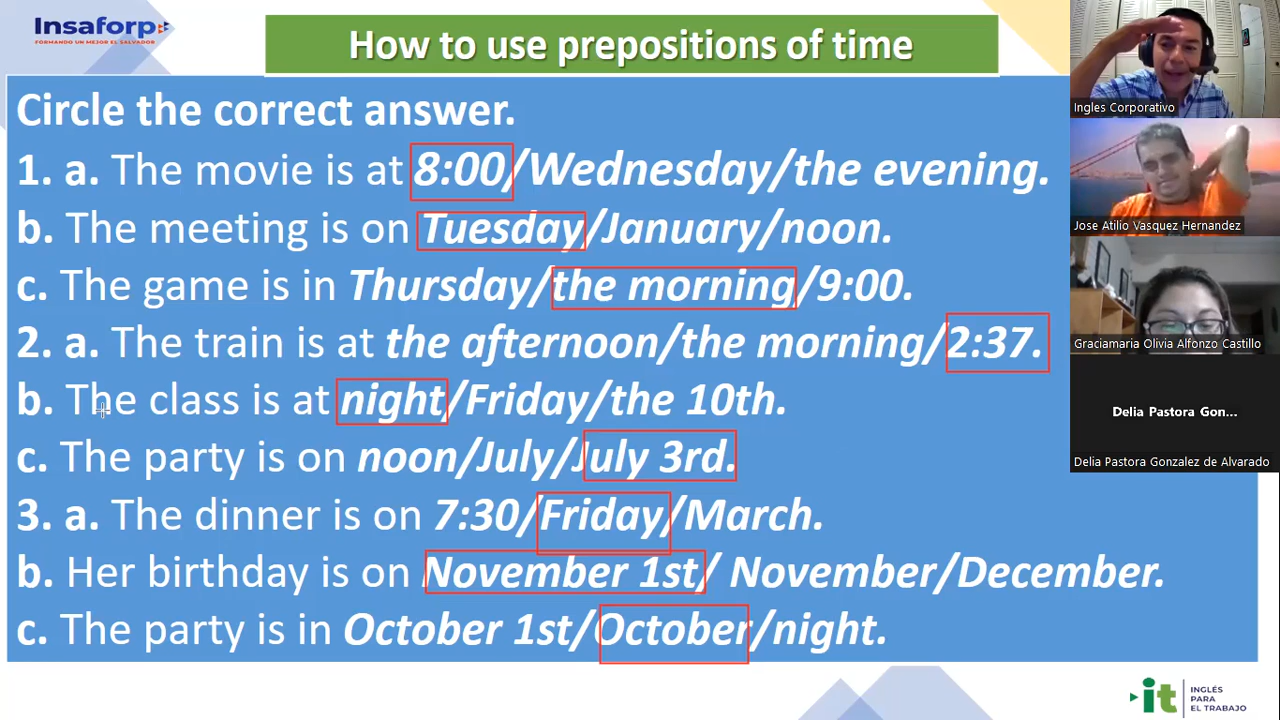 Insaforp
FORMANDO UN MEJOR EL SALVADOR
How to use prepositions of time
Circle the correct answer.
1. a. The movie is at 8:00/Wednesday/the evening.
b. The meeting is on Tuesday/January/noon.
c. The game is in Thursday/the morning/9:00.
2. a. The train is at the afternoon/the morning/2:37.
b. The class is at night/Friday/the 10th.
c. The party is on noon/July/July 3rd.
3. a. The dinner is on 7:30/Friday/March.
b. Her birthday is on November 1st/ November/December.
c. The party is in October 1st/October/night.
Ingles Corporativo
Jose Atilio Vasquez Hernandez
Graciamaria Olivia Alfonzo Castillo
Delia Pastora Gon...
Delia Pastora Gonzalez de Alvarado
it
INGLÉS
PARA
EL TRABAJO